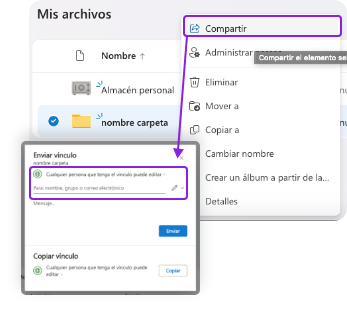 Mis archivos
Compartir
Nombre ↑
Administrar
Compartir el elemento se
Almacén personal
Eliminar
Mover a
nombre carpeta
Copiar a
Cambiar nombre
Crear un álbum a partir de la...
Detalles
Enviar vínculo
nombre carpeta
Cualquier persona que tenga el vínculo puede editar
Para: nombre, grupo o correo electrónico
Mensaje...
Enviar
Copiar vínculo
Cualquier persona que tenga el vínculo puede
editar
Copiar